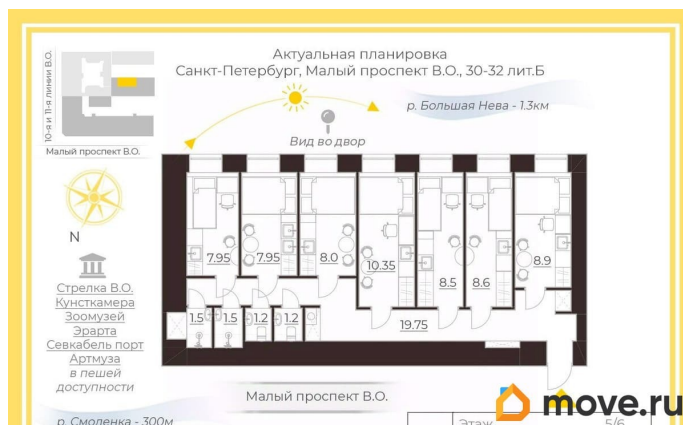 Актуальная планировка
Санкт-Петербург, Малый проспект В.О., 30-32 лит.Б
10-я и 11-я линии В.О.
Малый проспект В.О.
р. Большая Нева - 1.3км
Вид во двор
N
Стрелка В.О.
Кунсткамера
Зоомузей
Эрарта
Севкабель порт
Артмуза
в пешей
доступности
7.95 7.95 8.0 10.35 8.5 8.6 8.9
1.5 1.5 1.2 1.2 19.75
Малый проспект В.О.
р. Смоленка - 300м
Этаж 5/6
move.ru